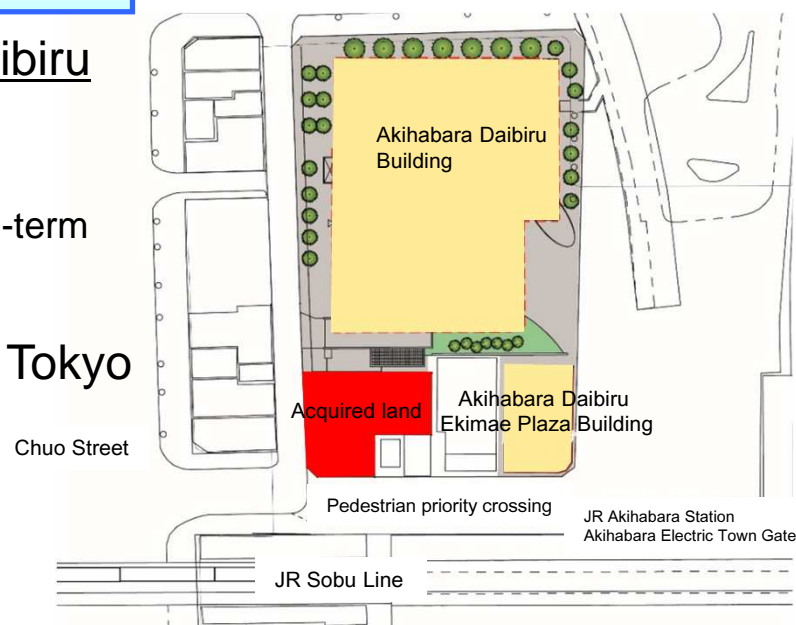 ibiru
Akihabara Daibiru
Building
-term
Tokyo
Acquired land
Akihabara Daibiru
Ekimae Plaza Building
Chuo Street
Pedestrian priority crossing
JR Akihabara Station
Akihabara Electric Town Gate
JR Sobu Line